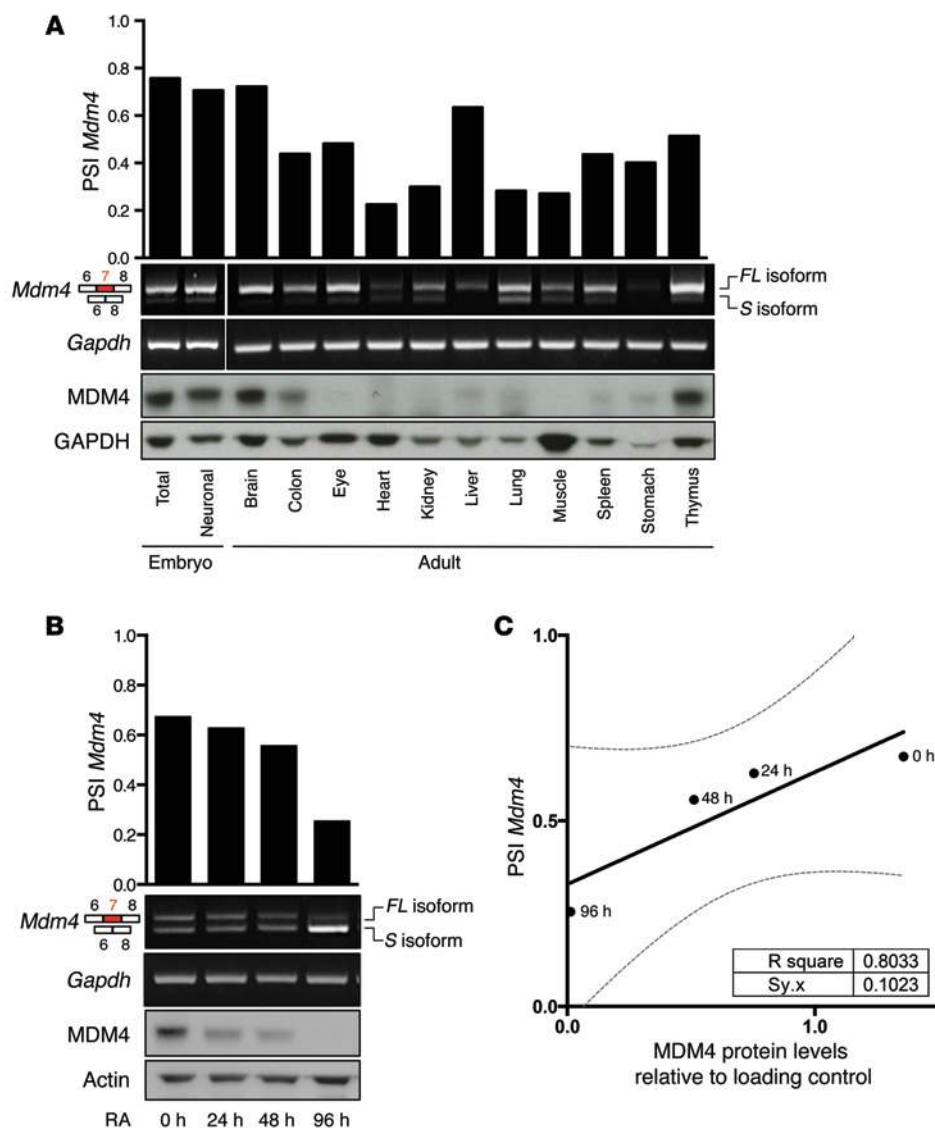 A
1.0
0.8
0.6
0.4
0.2
0.0
PSI Mdm4
Mdm4
6 7 8
6 8
FL isoform
S isoform
Gapdh
MDM4
GAPDH
Total
Neuronal
Brain
Colon
Eye
Heart
Kidney
Liver
Lung
Muscle
Spleen
Stomach
Thymus
Embryo
Adult
B
1.0
0.8
0.6
0.4
0.2
0.0
PSI Mdm4
Mdm4
6 7 8
6 8
FL isoform
S isoform
Gapdh
MDM4
Actin
RA 0 h 24 h 48 h 96 h
C
1.0
0.5
0.0
PSI Mdm4
0 h
24 h
48 h
96 h
R square 0.8033
Sy.x 0.1023
0.0 1.0
MDM4 protein levels
relative to loading control